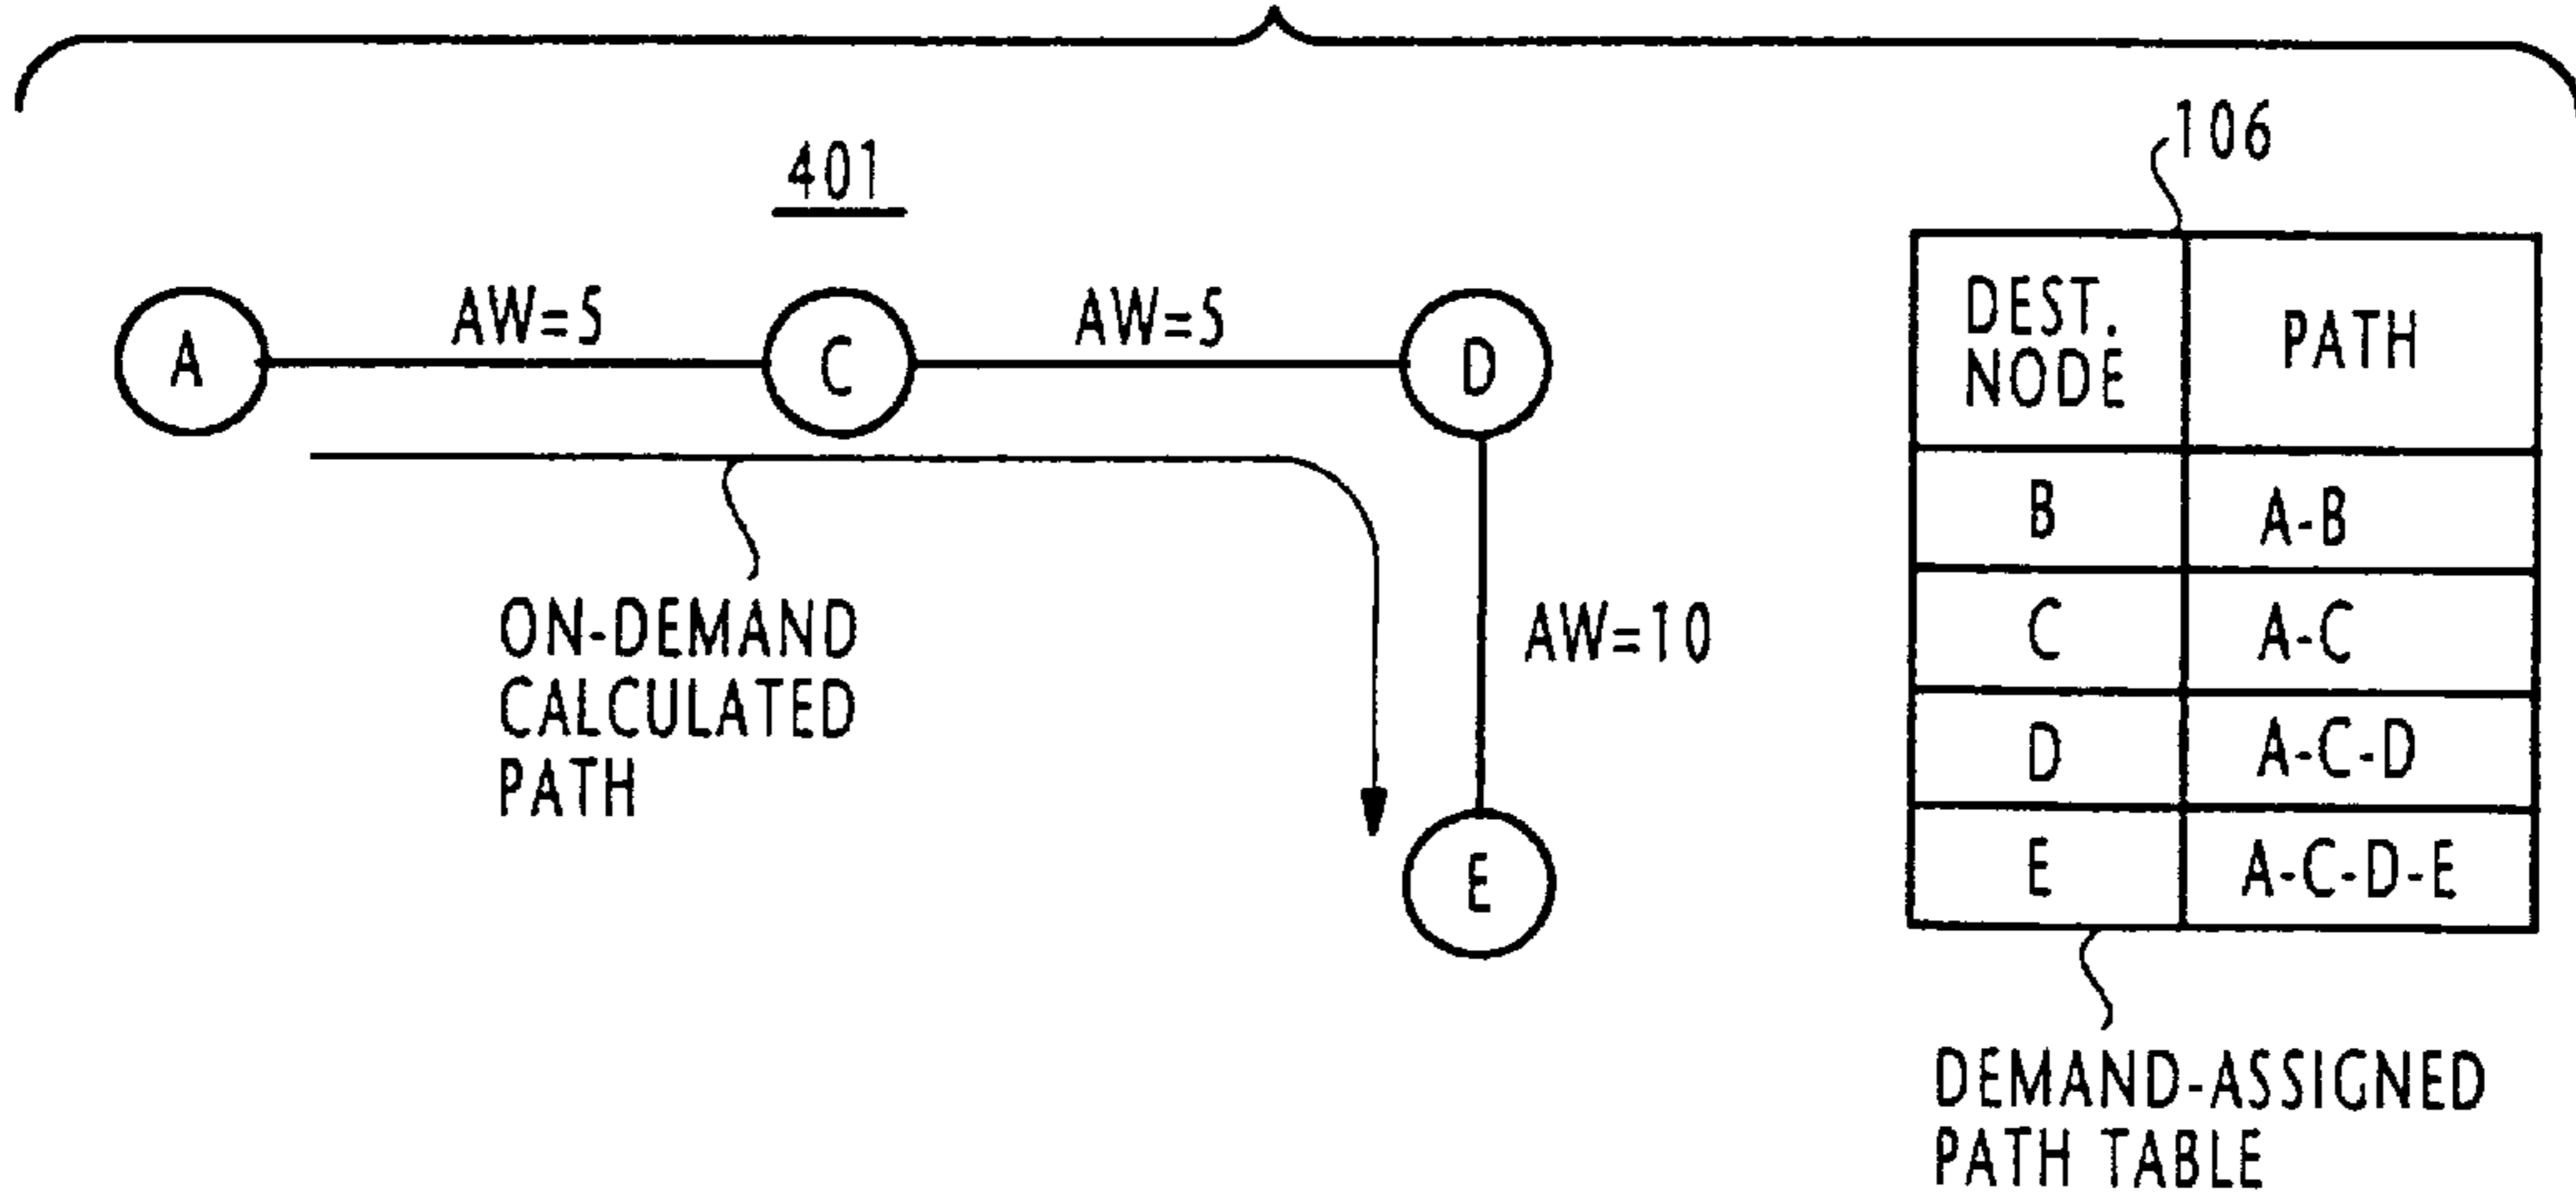 401
106
A
AW=5
C
AW=5
D
AW=10
E
ON-DEMAND
CALCULATED
PATH
DEST.
NODE
PATH
B
A-B
C
A-C
D
A-C-D
E
A-C-D-E
DEMAND-ASSIGNED
PATH TABLE